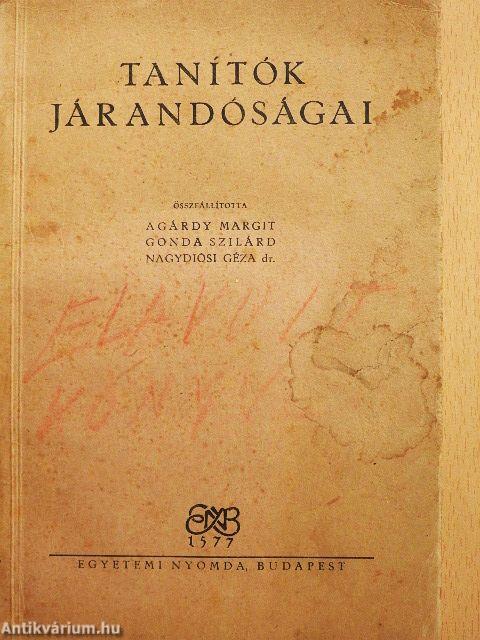 TANÍTÓK
JÁRANDÓSÁGAI
ÖSSZEÁLLÍTOTTA
AGÁRDY MARGIT
GONDA SZILÁRD
NAGYDIÓSI GÉZA dr.
ELAVULT
KÖNYV
1577
EGYETEMI NYOMDA, BUDAPEST
Antikvárium.hu